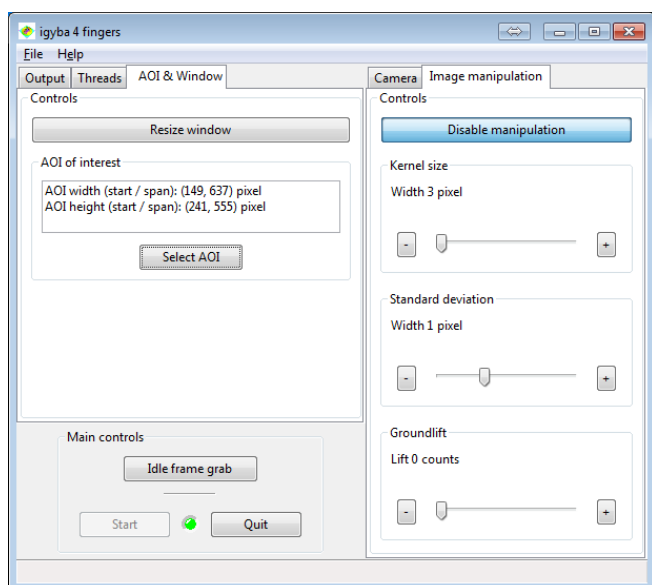 igyba 4 fingers
File Help
Output Threads AOI & Window
Controls
Resize window
AOI of interest
AOI width (start / span): (149, 637) pixel
AOI height (start / span): (241, 555) pixel
Select AOI
Main controls
Idle frame grab
Start Quit
Camera Image manipulation
Controls
Disable manipulation
Kernel size
Width 3 pixel
- +
Standard deviation
Width 1 pixel
- +
Groundlift
Lift 0 counts
- +